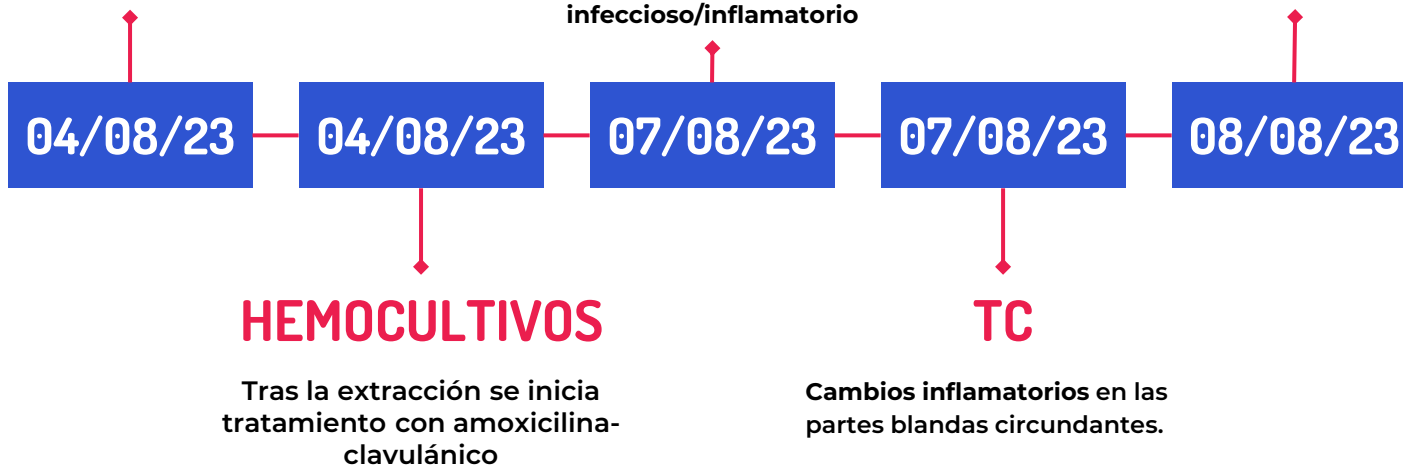 infeccioso/inflamatorio
04/08/23
04/08/23
07/08/23
07/08/23
08/08/23
HEMOCULTIVOS
Tras la extracción se inicia
tratamiento con amoxicilina-
clavulánico
TC
Cambios inflamatorios en las
partes blandas circundantes.